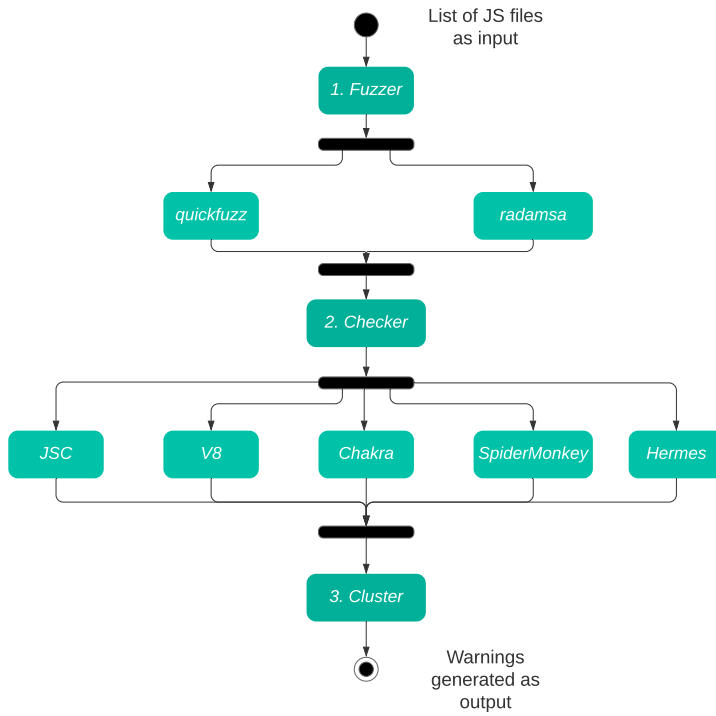 List of JS files
as input
1. Fuzzer
quickfuzz
radamsa
2. Checker
JSC
V8
Chakra
SpiderMonkey
Hermes
3. Cluster
Warnings
generated as
output